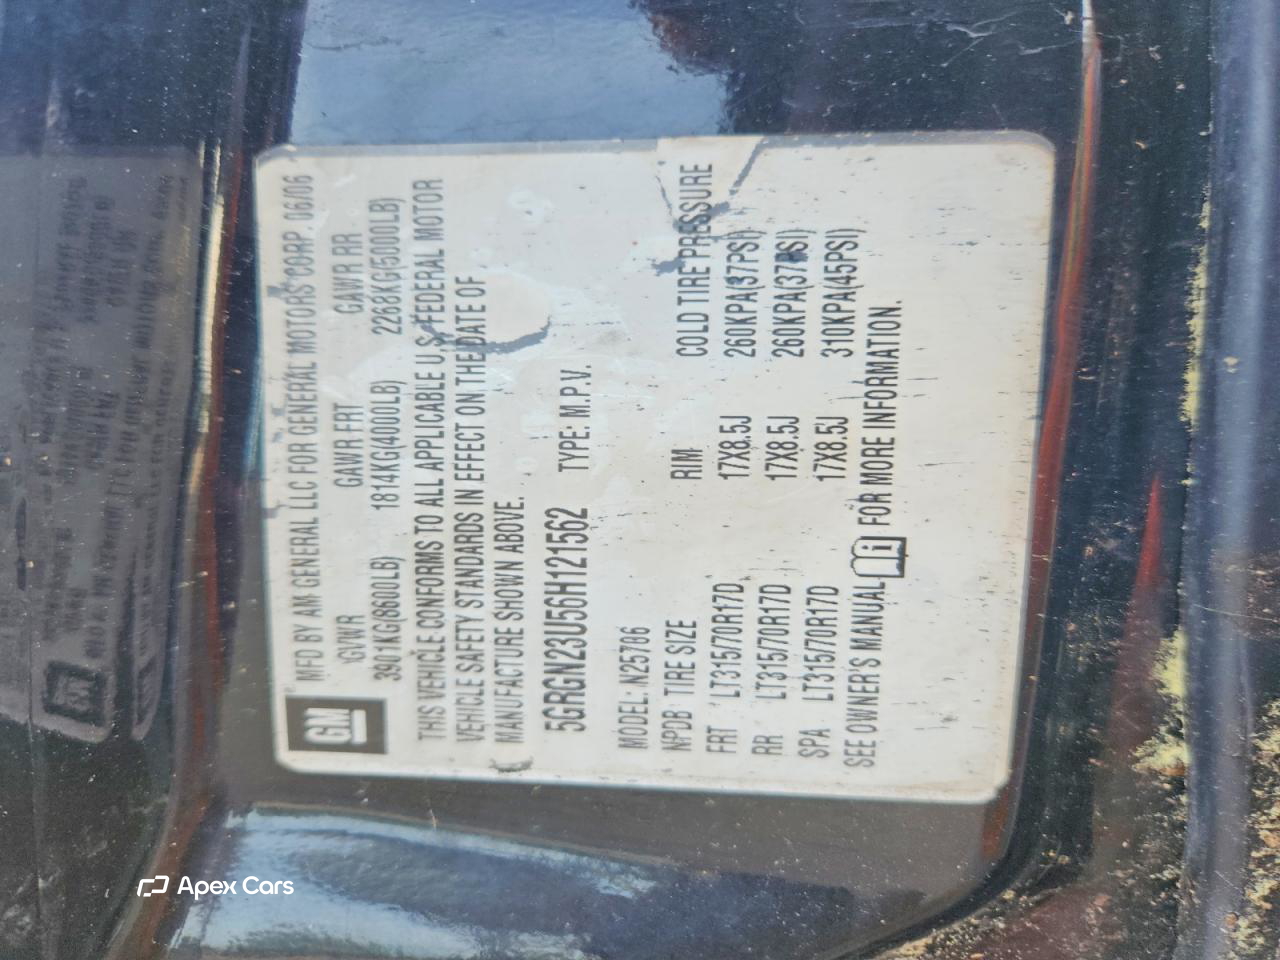 GM
MFD BY AM GENERAL LLC FOR GENERAL MOTORS CORP 06/06
GVWR GAWR FRT GAWR RR
3901KG(8600LB) 1814KG(4000LB) 2268KG(5000LB)
THIS VEHICLE CONFORMS TO ALL APPLICABLE U.S. FEDERAL MOTOR
VEHICLE SAFETY STANDARDS IN EFFECT ON THE DATE OF
MANUFACTURE SHOWN ABOVE.
5GRGN23U56H121562 TYPE: M.P.V.
MODEL: N25706
NPDB TIRE SIZE RIM COLD TIRE PRESSURE
FRT LT315/70R17D 17X8.5J 260KPA(37PSI)
RR LT315/70R17D 17X8.5J 260KPA(37PSI)
SPA LT315/70R17D 17X8.5J 310KPA(45PSI)
SEE OWNER'S MANUAL i FOR MORE INFORMATION.
Apex Cars